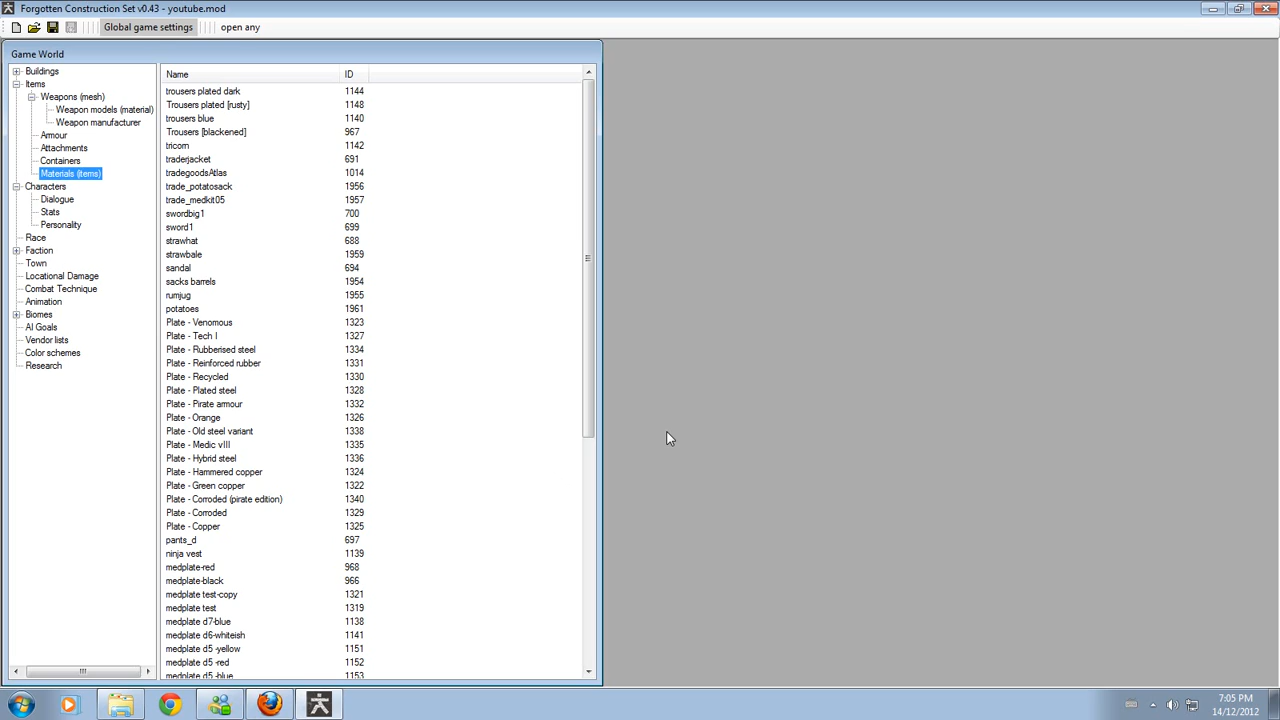 Forgotten Construction Set v0.43 - youtube.mod
Global game settings open any
Game World
Buildings
Items
Weapons (mesh)
Weapon models (material)
Weapon manufacturer
Armour
Attachments
Containers
Materials (items)
Characters
Dialogue
Stats
Personality
Race
Faction
Town
Locational Damage
Combat Technique
Animation
Biomes
AI Goals
Vendor lists
Color schemes
Research
Name ID
trousers plated dark 1144
Trousers plated [rusty] 1148
trousers blue 1140
Trousers [blackened] 967
tricorn 1142
traderjacket 691
tradegoodsAtlas 1014
trade_potatosack 1956
trade_medkit05 1957
swordbig1 700
sword1 699
strawhat 688
strawbale 1959
sandal 694
sacks barrels 1954
rumjug 1955
potatoes 1961
Plate - Venomous 1323
Plate - Tech I 1327
Plate - Rubberised steel 1334
Plate - Reinforced rubber 1331
Plate - Recycled 1330
Plate - Plated steel 1328
Plate - Pirate armour 1332
Plate - Orange 1326
Plate - Old steel variant 1338
Plate - Medic vIII 1335
Plate - Hybrid steel 1336
Plate - Hammered copper 1324
Plate - Green copper 1322
Plate - Corroded (pirate edition) 1340
Plate - Corroded 1329
Plate - Copper 1325
pants_d 697
ninja vest 1139
medplate-red 968
medplate-black 966
medplate test-copy 1321
medplate test 1319
medplate d7-blue 1138
medplate d6-whiteish 1141
medplate d5 -yellow 1151
medplate d5 -red 1152
medplate d5 -blue 1153
7:05 PM
14/12/2012